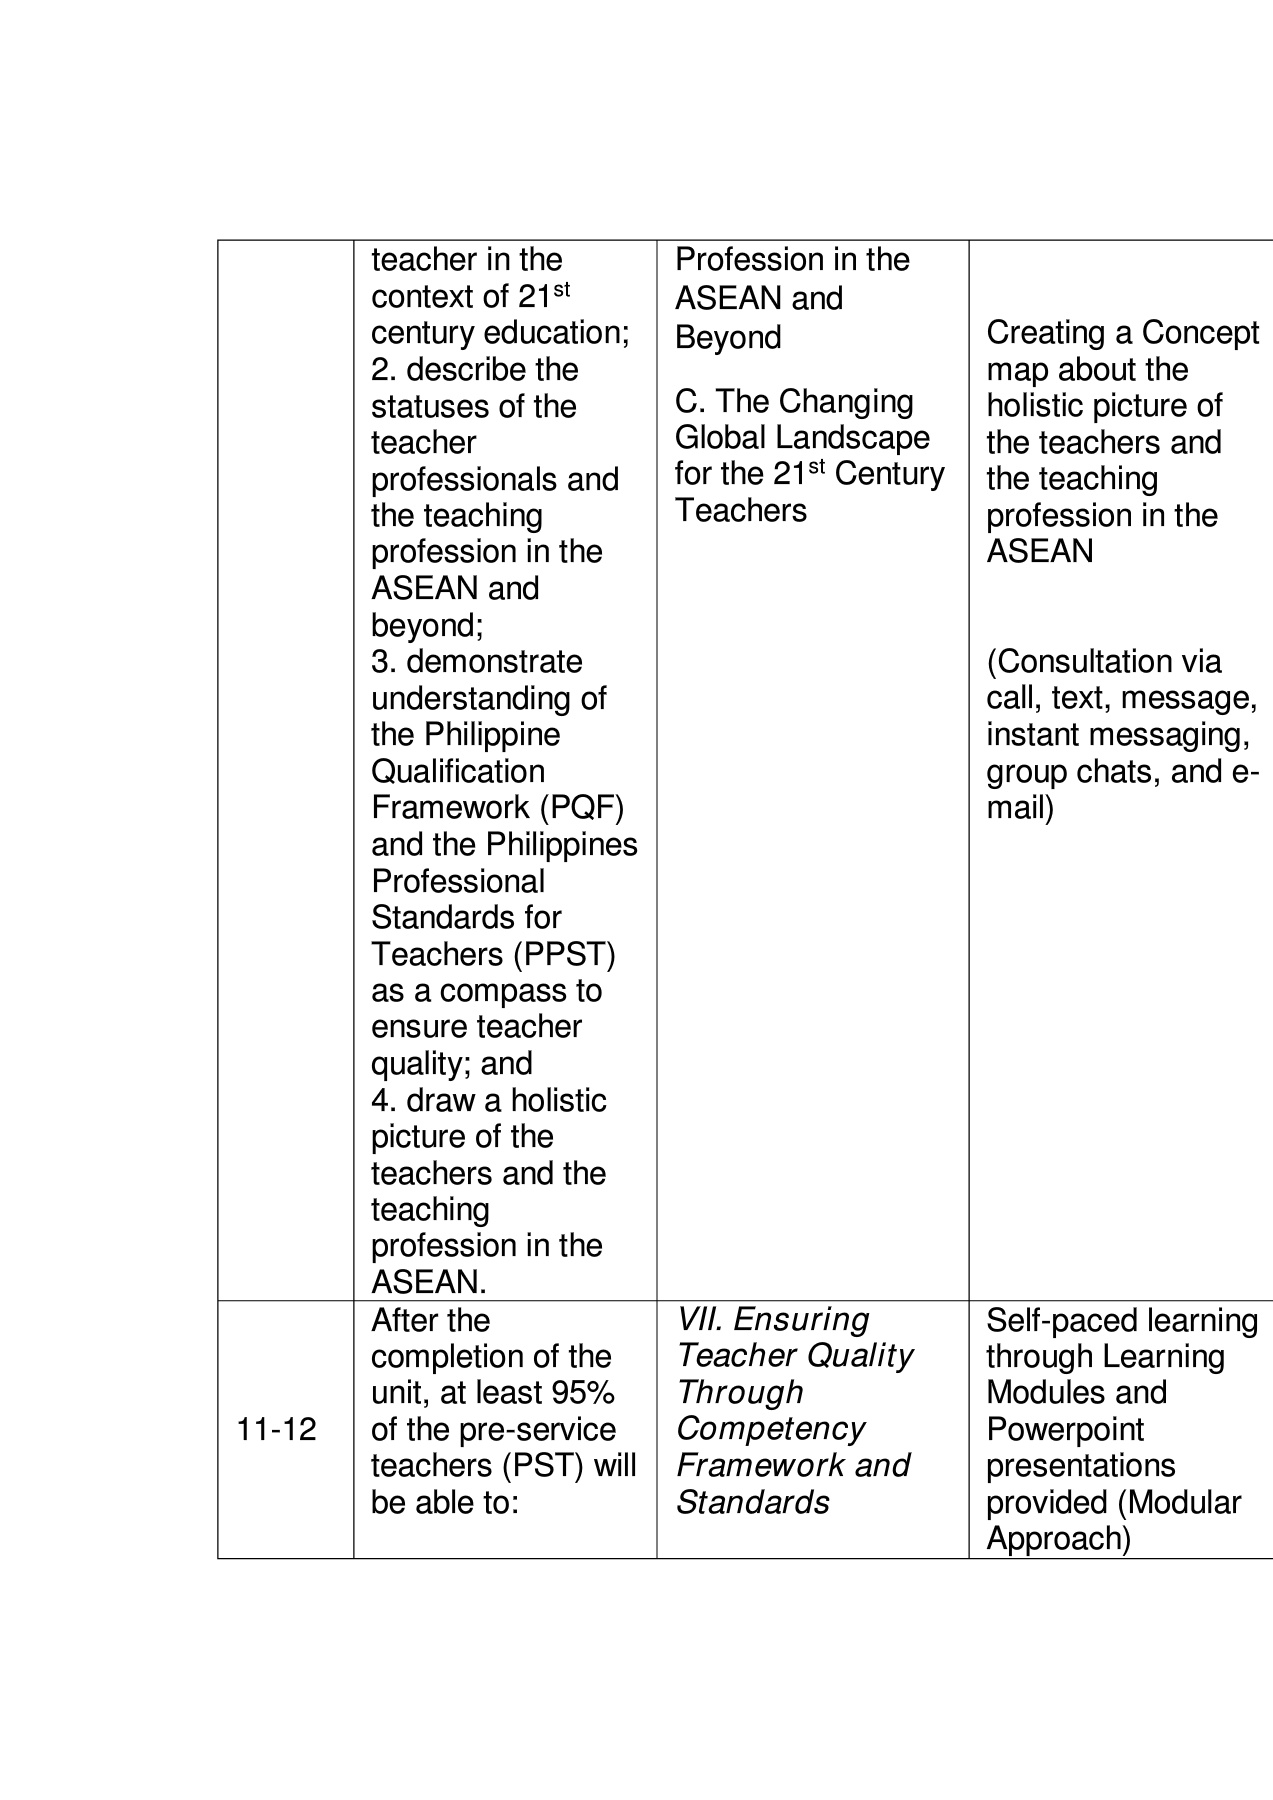 teacher in the
context of 21st
century education;
2. describe the
statuses of the
teacher
professionals and
the teaching
profession in the
ASEAN and
beyond;
3. demonstrate
understanding of
the Philippine
Qualification
Framework (PQF)
and the Philippines
Professional
Standards for
Teachers (PPST)
as a compass to
ensure teacher
quality; and
4. draw a holistic
picture of the
teachers and the
teaching
profession in the
ASEAN.
Profession in the
ASEAN and
Beyond
C. The Changing
Global Landscape
for the 21st Century
Teachers
Creating a Concept
map about the
holistic picture of
the teachers and
the teaching
profession in the
ASEAN
(Consultation via
call, text, message,
instant messaging,
group chats, and e-
mail)
11-12
After the
completion of the
unit, at least 95%
of the pre-service
teachers (PST) will
be able to:
VII. Ensuring
Teacher Quality
Through
Competency
Framework and
Standards
Self-paced learning
through Learning
Modules and
Powerpoint
presentations
provided (Modular
Approach)